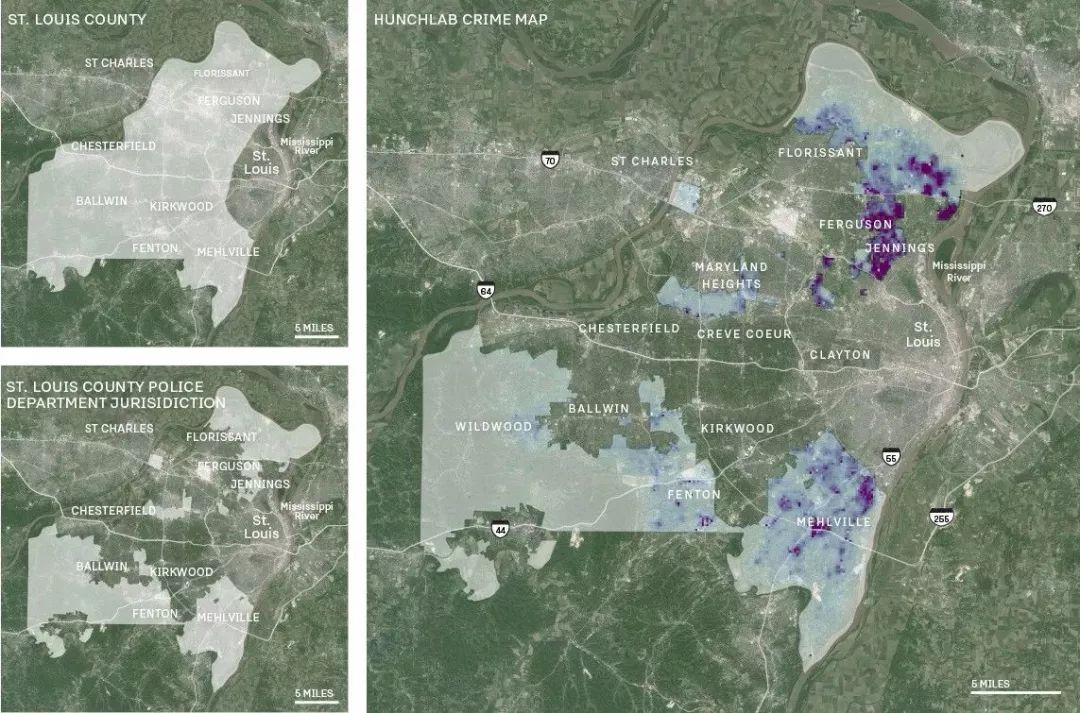 ST. LOUIS COUNTY
ST CHARLES
FLORISSANT
FERGUSON
JENNINGS
CHESTERFIELD
Mississippi
River
St.
Louis
BALLWIN
KIRKWOOD
FENTON
MEHLVILLE
5 MILES
ST. LOUIS COUNTY POLICE
DEPARTMENT JURISIDICTION
ST CHARLES
FLORISSANT
FERGUSON
JENNINGS
CHESTERFIELD
Mississippi
River
St.
Louis
BALLWIN
KIRKWOOD
FENTON
MEHLVILLE
5 MILES
HUNCHLAB CRIME MAP
70
ST CHARLES
FLORISSANT
270
FERGUSON
JENNINGS
MARYLAND
HEIGHTS
Mississippi
River
64
CHESTERFIELD
CREVE COEUR
St.
Louis
CLAYTON
BALLWIN
WILDWOOD
KIRKWOOD
55
FENTON
44
MEHLVILLE
255
5 MILES